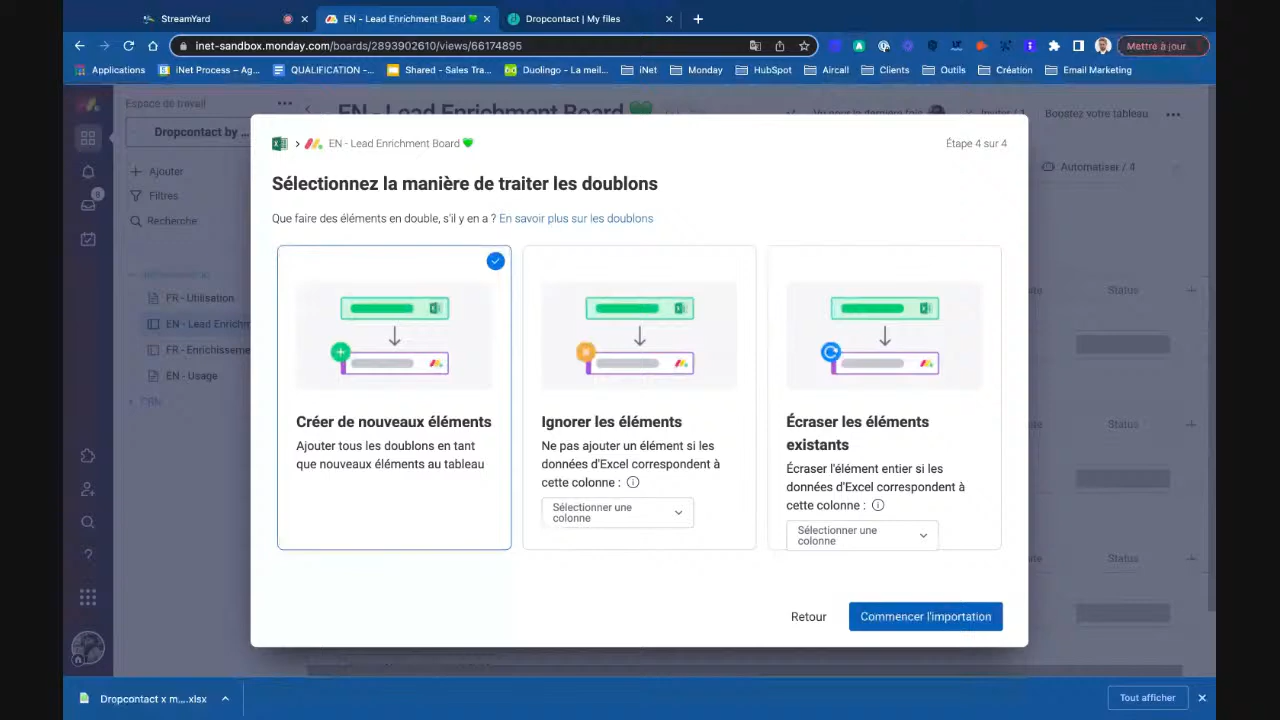 StreamYard
EN - Lead Enrichment Board
Dropcontact | My files
inet-sandbox.monday.com/boards/2893902610/views/66174895
Mettre à jour
Applications
iNet Process – Ag...
QUALIFICATION -...
Shared - Sales Tra...
Duolingo - La meil...
iNet
Monday
HubSpot
Aircall
Clients
Outils
Création
Email Marketing
Espace de travail
Dropcontact by ...
Ajouter
Filtres
Recherche
FR - Utilisation
EN - Lead Enrichm
FR - Enrichisseme
EN - Usage
CRM
8
EN - Lead Enrichment Board
Boostez votre tableau
Automatiser / 4
Status
Status
Status
EN - Lead Enrichment Board
Étape 4 sur 4
Sélectionnez la manière de traiter les doublons
Que faire des éléments en double, s'il y en a ? En savoir plus sur les doublons
Créer de nouveaux éléments
Ajouter tous les doublons en tant
que nouveaux éléments au tableau
Ignorer les éléments
Ne pas ajouter un élément si les
données d'Excel correspondent à
cette colonne :
Sélectionner une
colonne
Écraser les éléments
existants
Écraser l'élément entier si les
données d'Excel correspondent à
cette colonne :
Sélectionner une
colonne
Retour
Commencer l'importation
Dropcontact x m....xlsx
Tout afficher